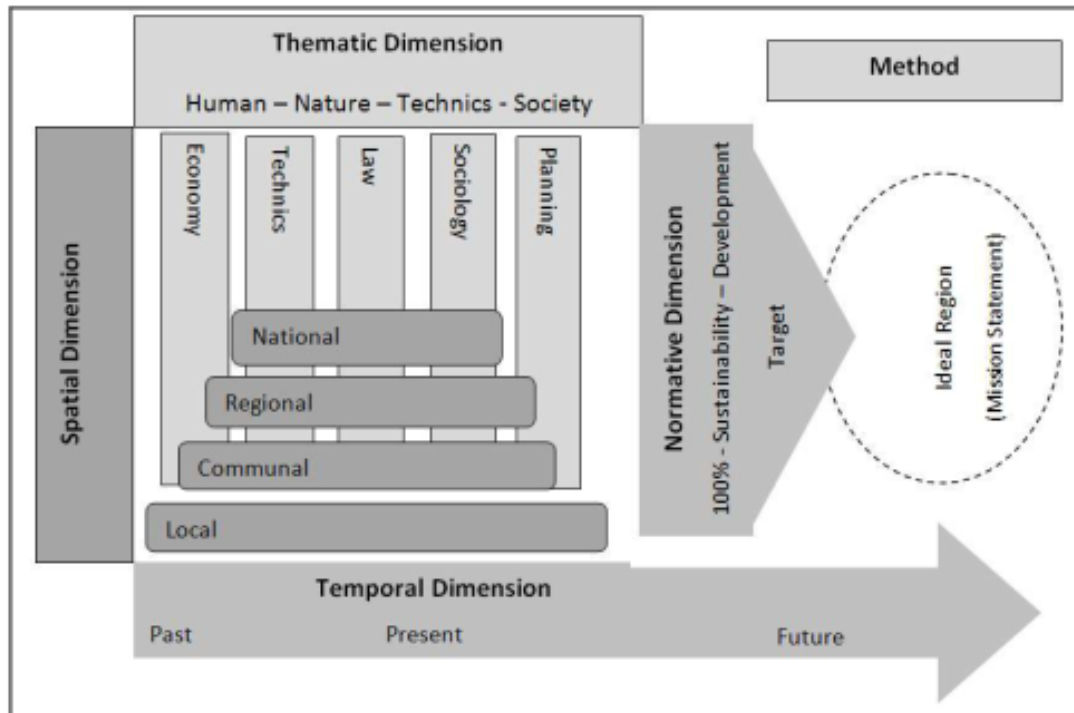 Thematic Dimension
Human – Nature – Technics - Society
Method
Spatial Dimension
Economy
Technics
Law
Sociology
Planning
National
Regional
Communal
Local
Normative Dimension
100% - Sustainability – Development
Target
Ideal Region
(Mission Statement)
Temporal Dimension
Past Present Future